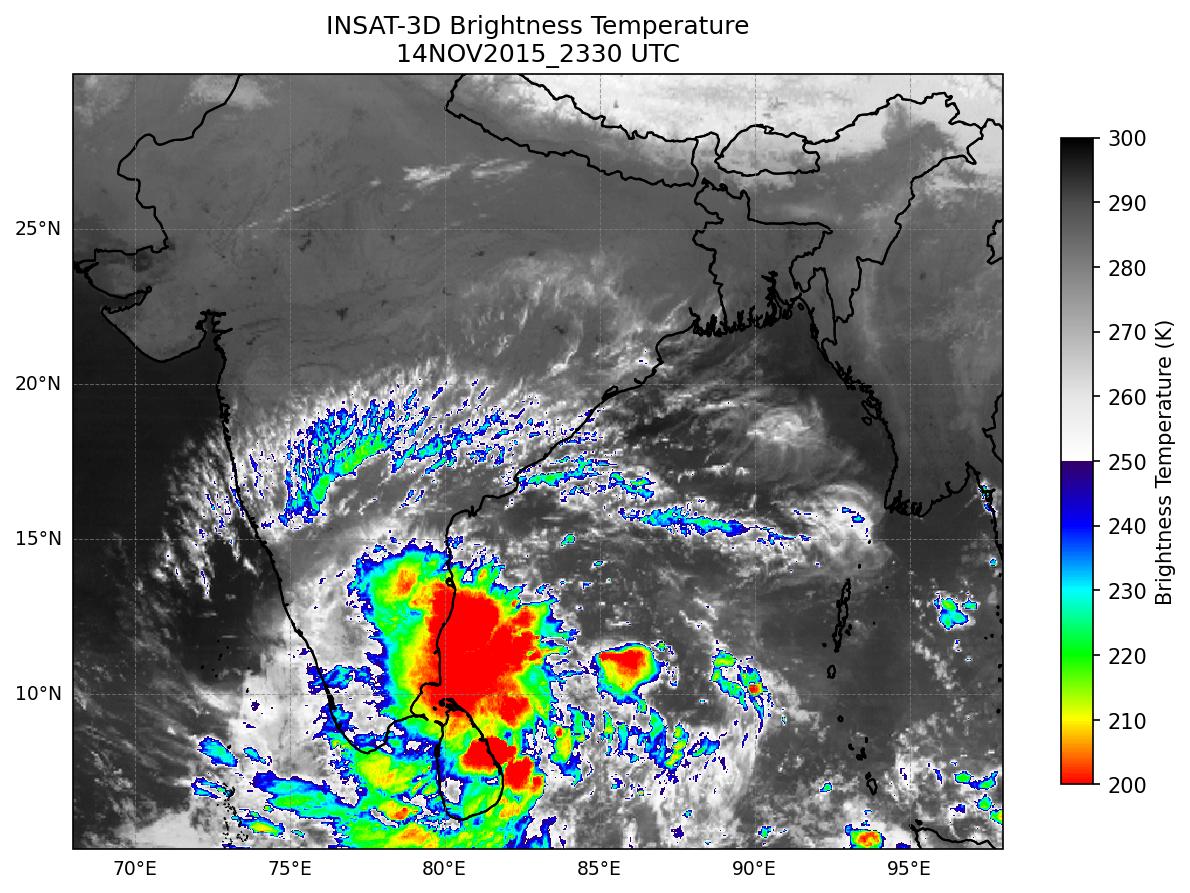 INSAT-3D Brightness Temperature
14NOV2015_2330 UTC
25°N
20°N
15°N
10°N
70°E
75°E
80°E
85°E
90°E
95°E
300
290
280
270
260
250
240
230
220
210
200
Brightness Temperature (K)